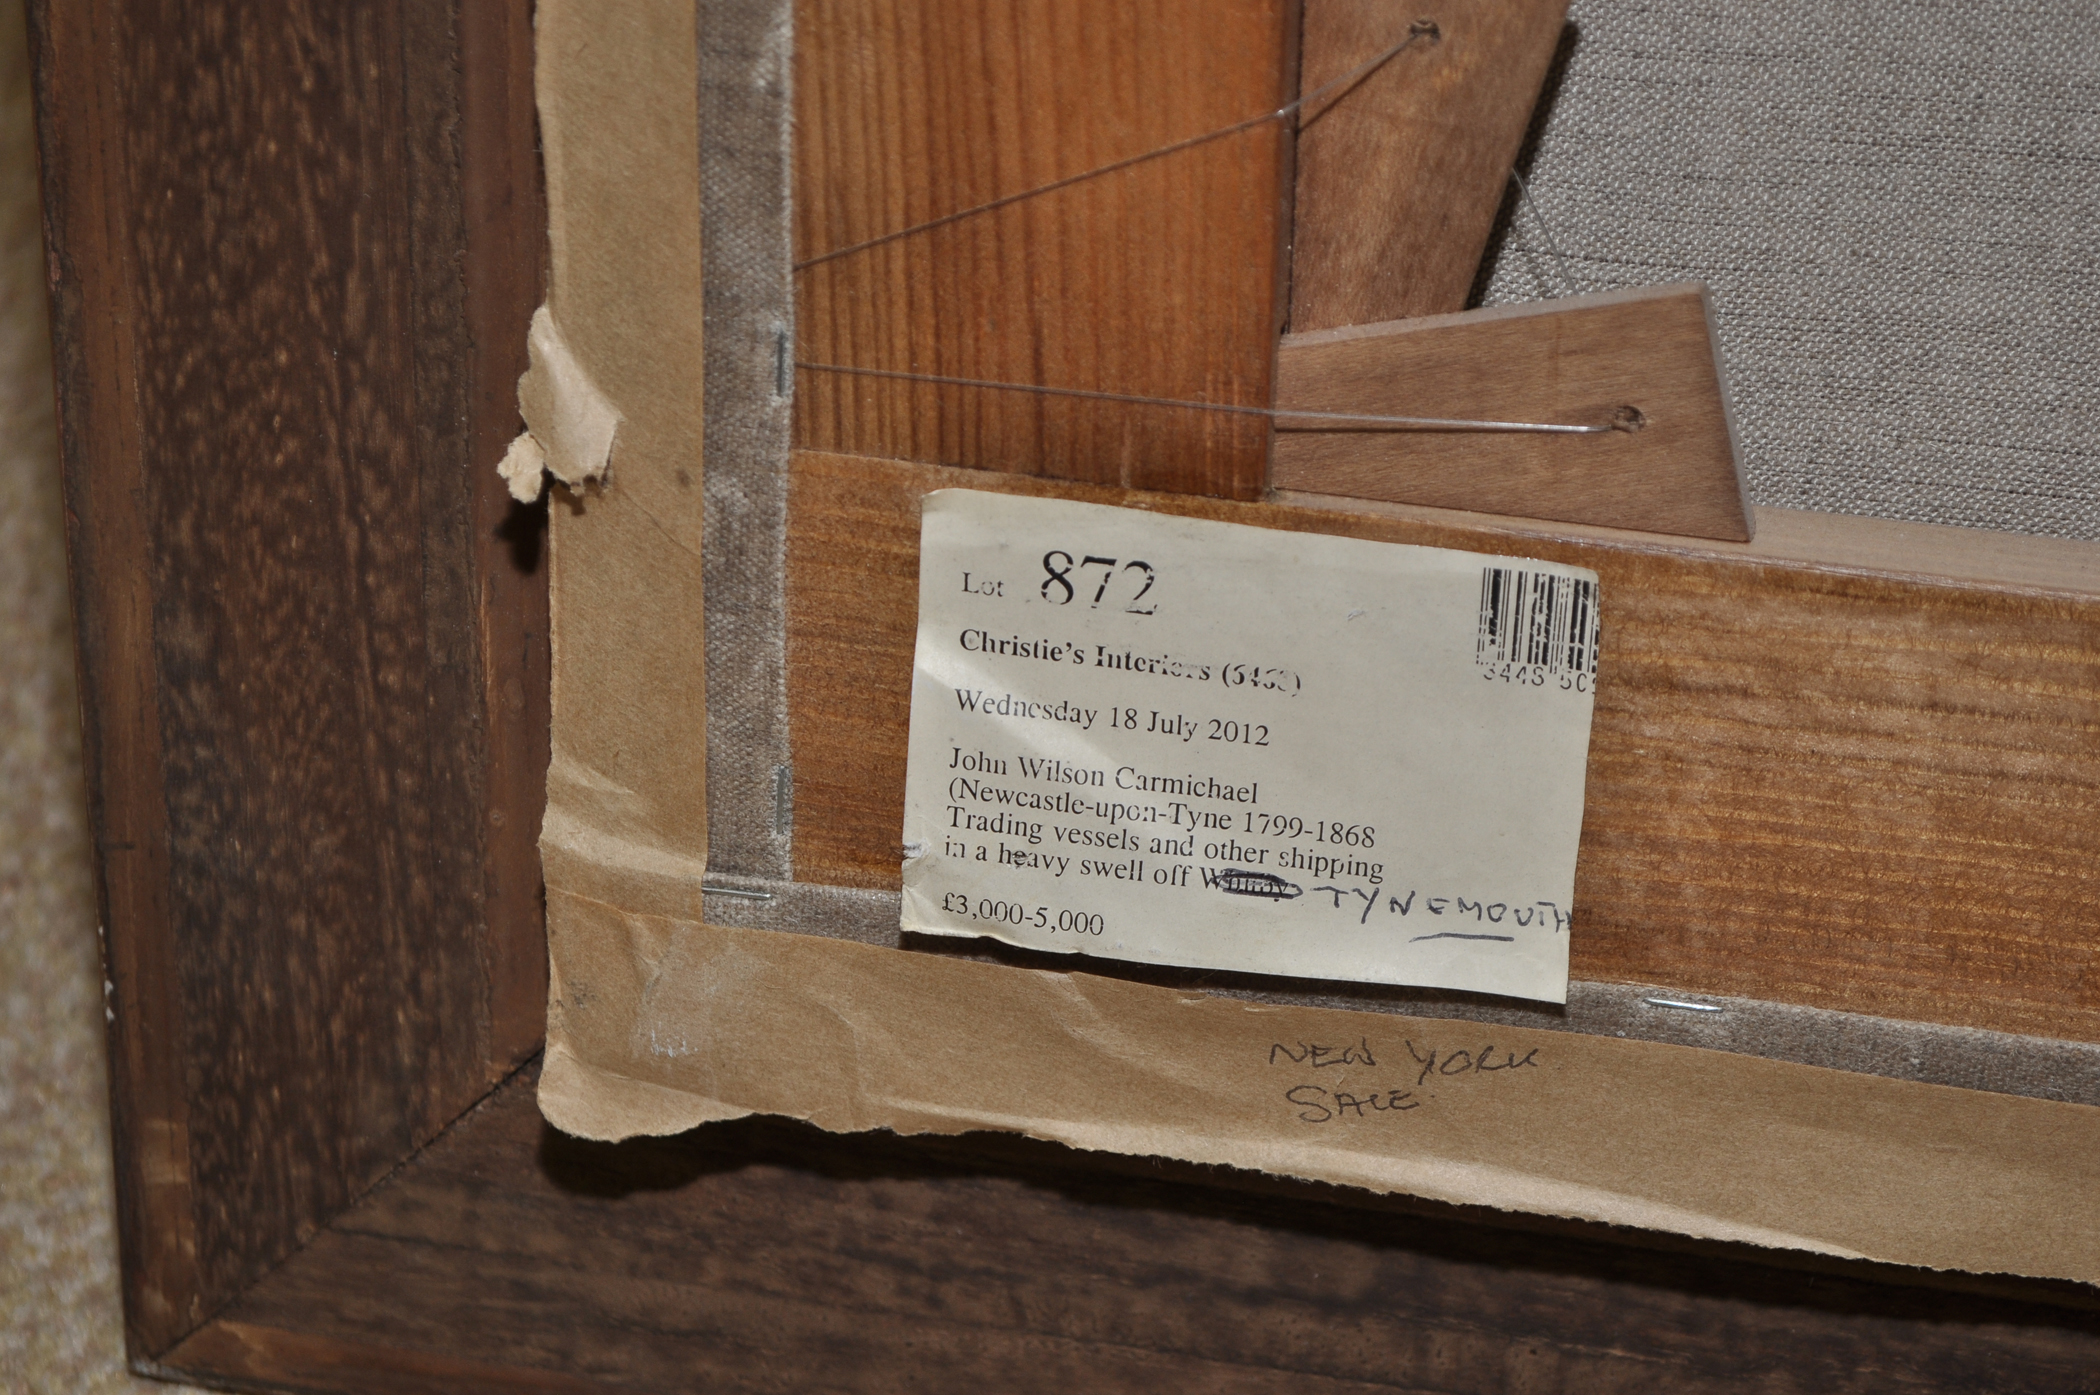 Lot 872
Christie's Interiors
Wednesday 18 July 2012
John Wilson Carmichael
(Newcastle-upon-Tyne 1799-1868
Trading vessels and other shipping
in a heavy swell off TYNEMOUTH
£3,000-5,000
NEW YORK
SALE